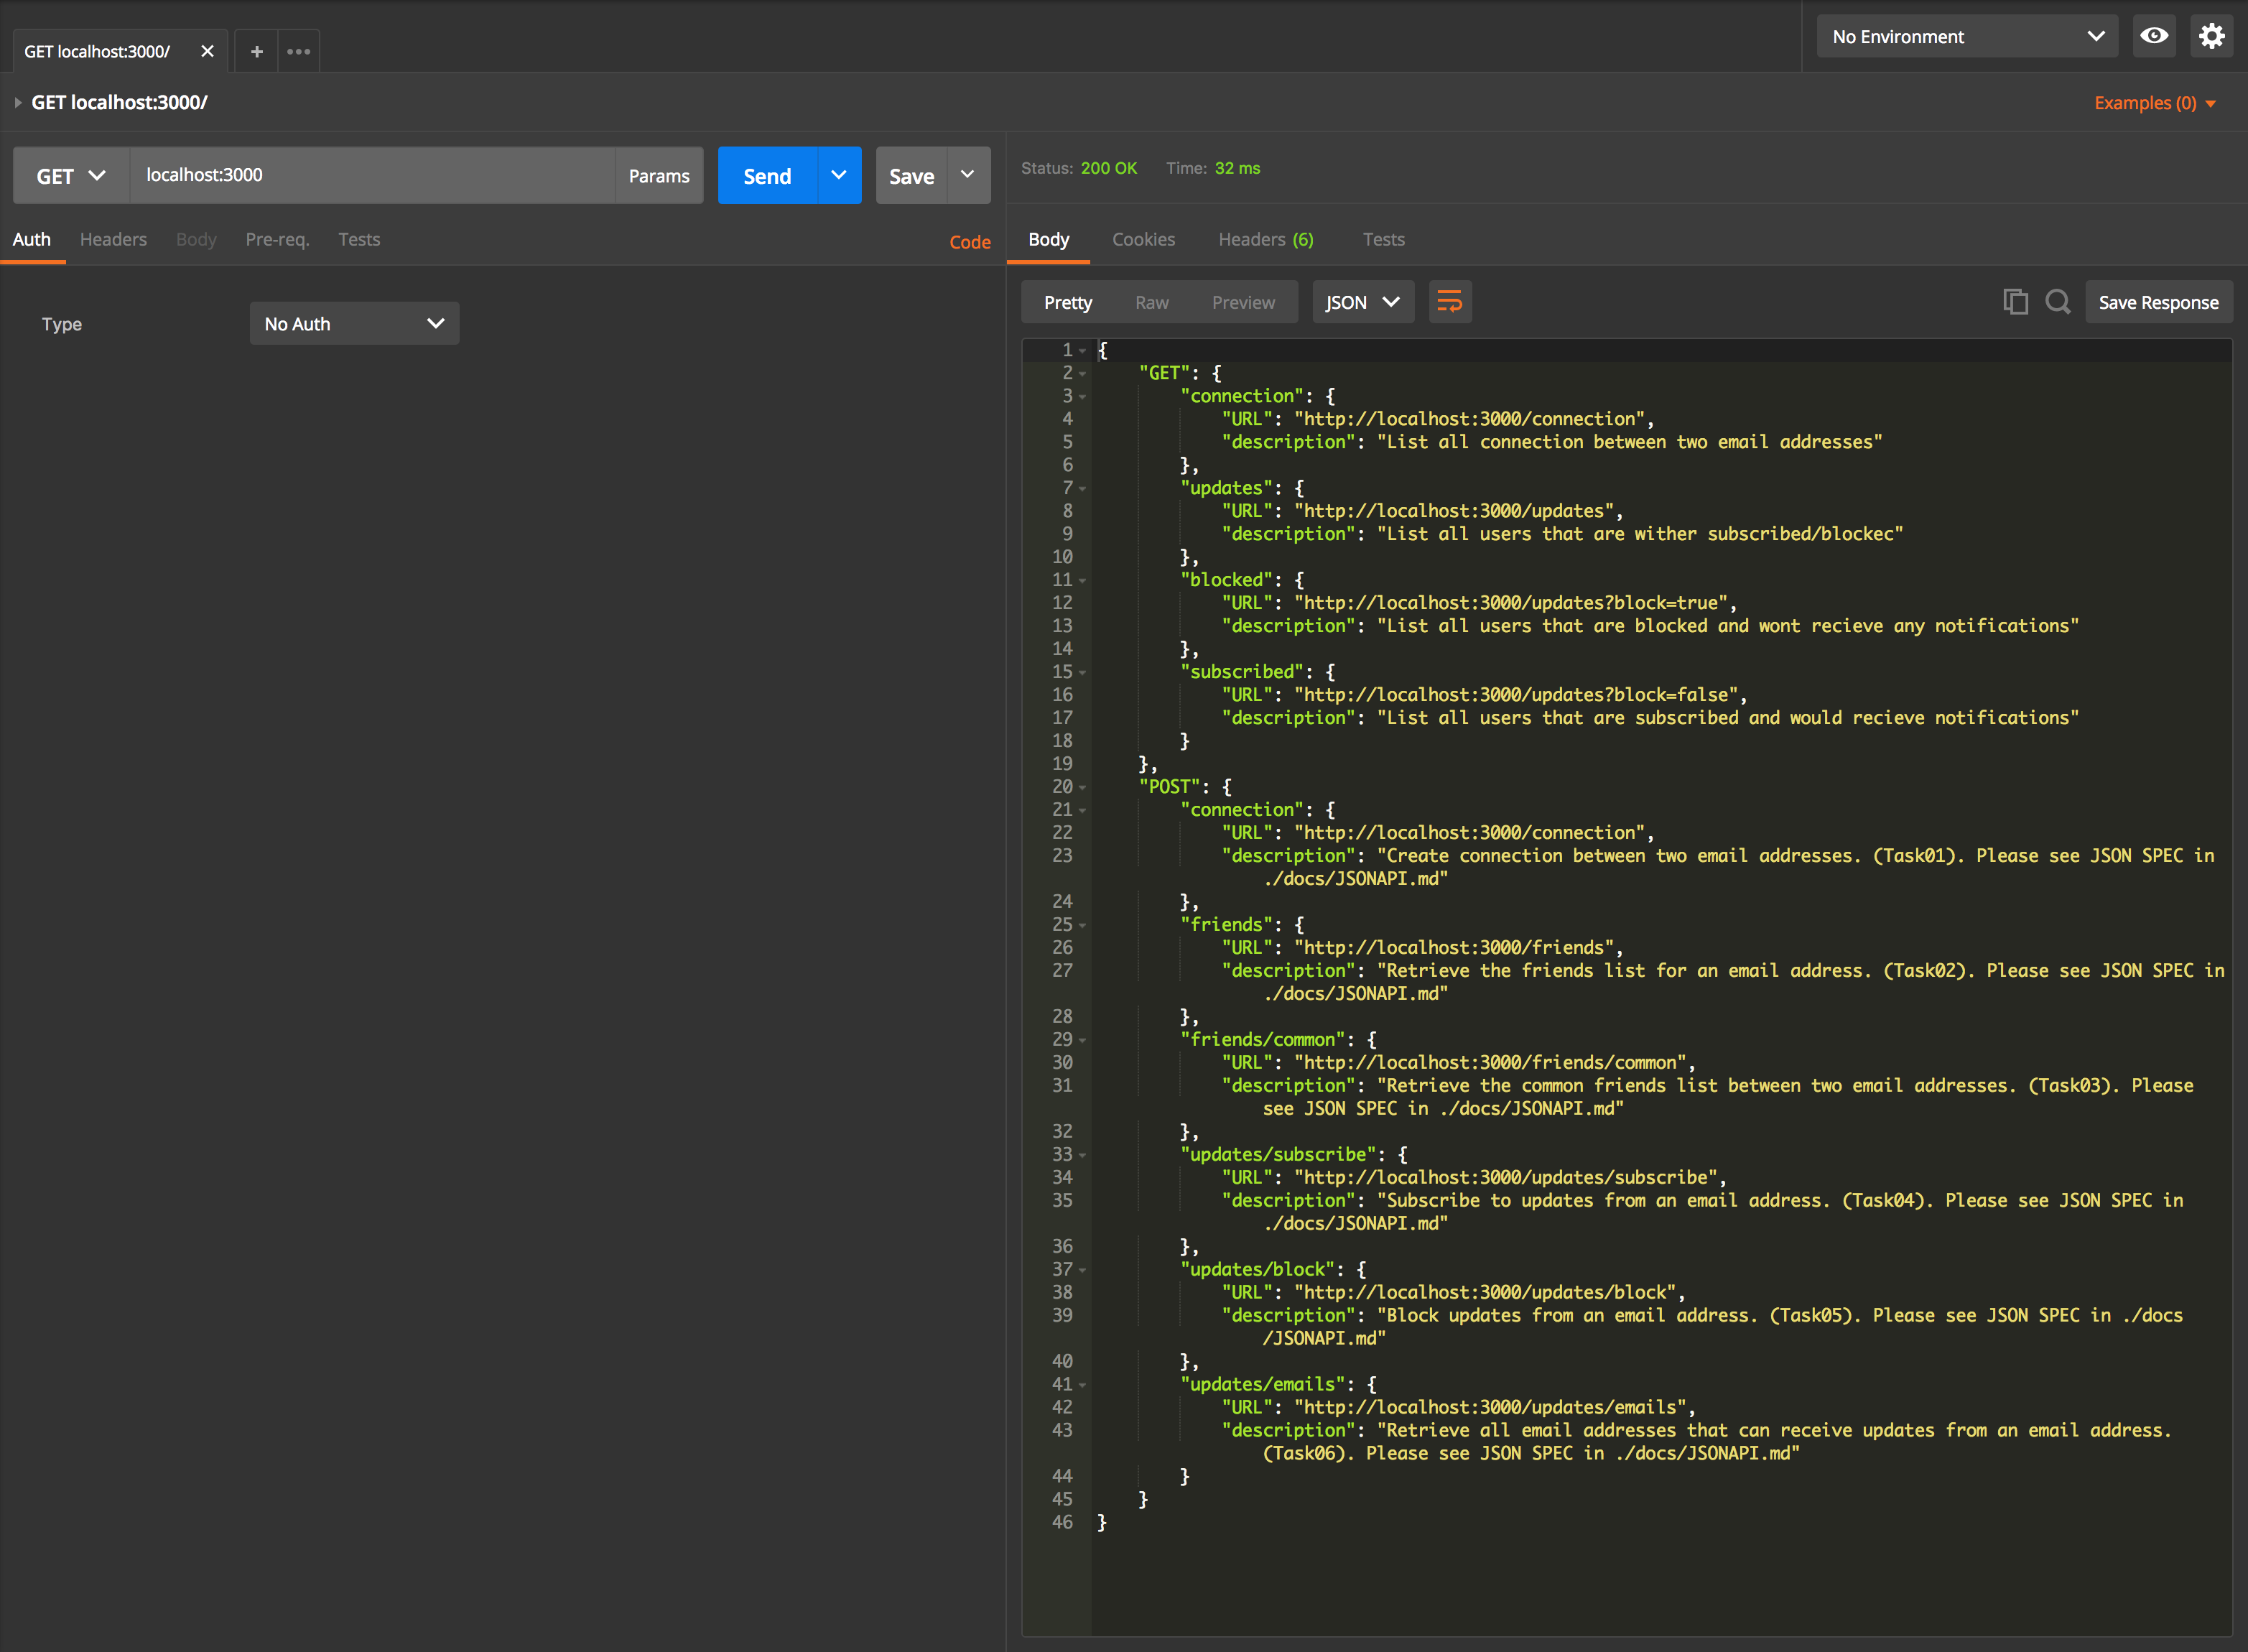 GET localhost:3000/
No Environment
GET localhost:3000/
Examples (0)
GET localhost:3000 Params Send Save
Auth Headers Body Pre-req. Tests Code
Type No Auth
Status: 200 OK Time: 32 ms
Body Cookies Headers (6) Tests
Pretty Raw Preview JSON Save Response
1 {
2 "GET": {
3 "connection": {
4 "URL": "http://localhost:3000/connection",
5 "description": "List all connection between two email addresses"
6 },
7 "updates": {
8 "URL": "http://localhost:3000/updates",
9 "description": "List all users that are wither subscribed/blockec"
10 },
11 "blocked": {
12 "URL": "http://localhost:3000/updates?block=true",
13 "description": "List all users that are blocked and wont recieve any notifications"
14 },
15 "subscribed": {
16 "URL": "http://localhost:3000/updates?block=false",
17 "description": "List all users that are subscribed and would recieve notifications"
18 }
19 },
20 "POST": {
21 "connection": {
22 "URL": "http://localhost:3000/connection",
23 "description": "Create connection between two email addresses. (Task01). Please see JSON SPEC in
./docs/JSONAPI.md"
24 },
25 "friends": {
26 "URL": "http://localhost:3000/friends",
27 "description": "Retrieve the friends list for an email address. (Task02). Please see JSON SPEC in
./docs/JSONAPI.md"
28 },
29 "friends/common": {
30 "URL": "http://localhost:3000/friends/common",
31 "description": "Retrieve the common friends list between two email addresses. (Task03). Please
see JSON SPEC in ./docs/JSONAPI.md"
32 },
33 "updates/subscribe": {
34 "URL": "http://localhost:3000/updates/subscribe",
35 "description": "Subscribe to updates from an email address. (Task04). Please see JSON SPEC in
./docs/JSONAPI.md"
36 },
37 "updates/block": {
38 "URL": "http://localhost:3000/updates/block",
39 "description": "Block updates from an email address. (Task05). Please see JSON SPEC in ./docs
/JSONAPI.md"
40 },
41 "updates/emails": {
42 "URL": "http://localhost:3000/updates/emails",
43 "description": "Retrieve all email addresses that can receive updates from an email address.
(Task06). Please see JSON SPEC in ./docs/JSONAPI.md"
44 }
45 }
46 }